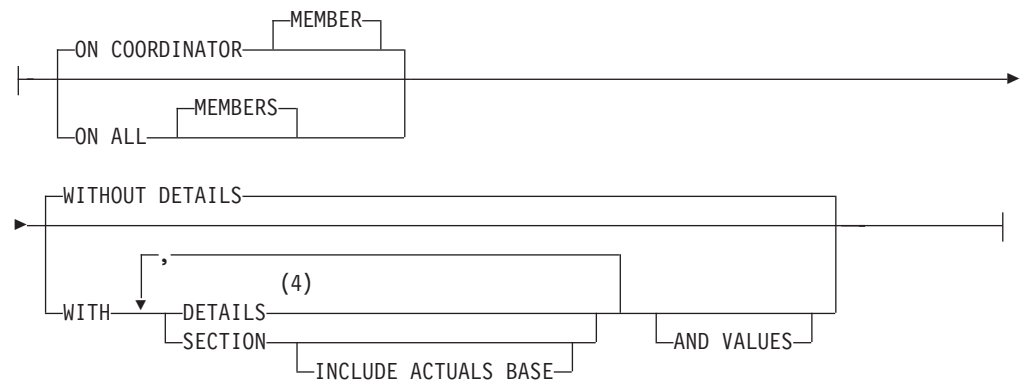 MEMBER
ON COORDINATOR
MEMBERS
ON ALL
WITHOUT DETAILS
,
(4)
WITH DETAILS
SECTION AND VALUES
INCLUDE ACTUALS BASE